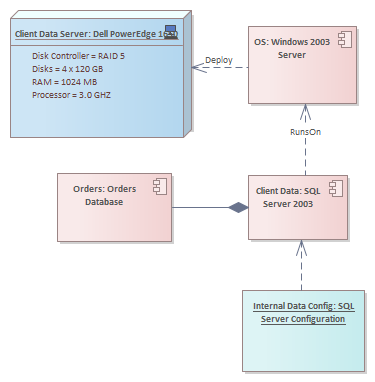 Client Data Server: Dell PowerEdge
Disk Controller = RAID 5
Disks = 4 x 120 GB
RAM = 1024 MB
Processor = 3.0 GHZ
Deploy
OS: Windows 2003
Server
RunsOn
Orders: Orders
Database
Client Data: SQL
Server 2003
Internal Data Config: SQL
Server Configuration